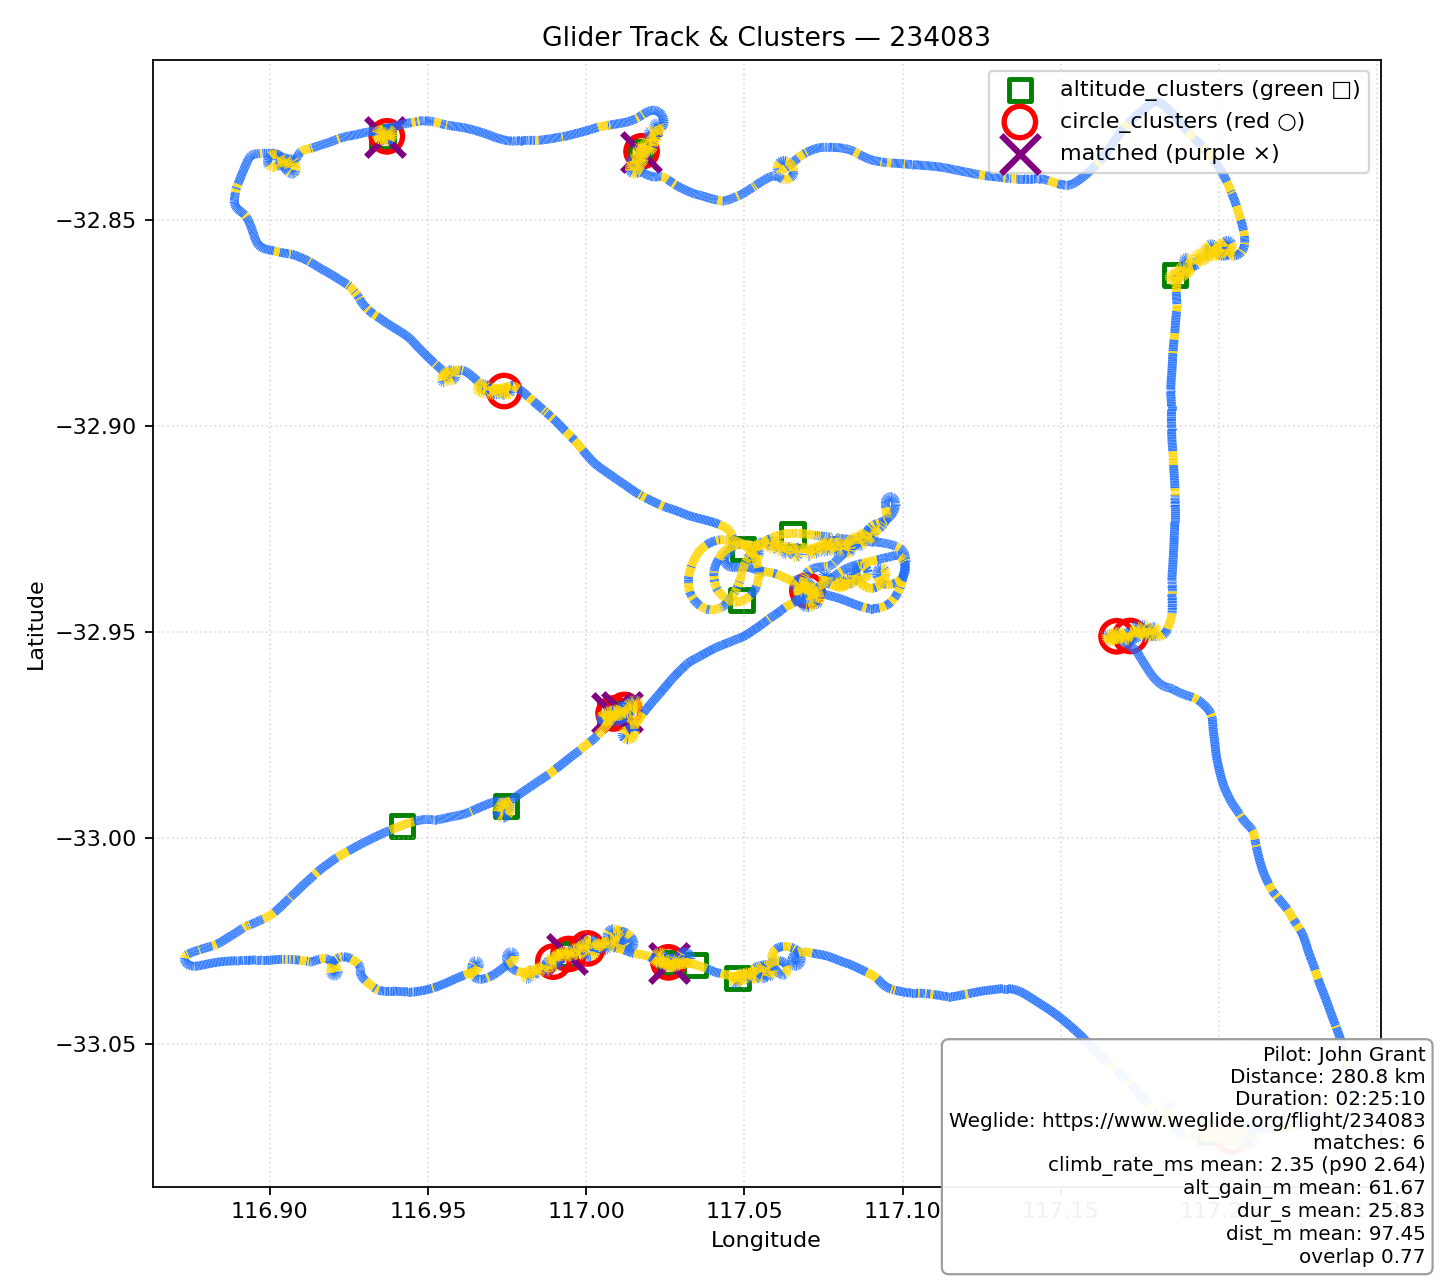 Glider Track & Clusters — 234083
altitude_clusters (green □)
circle_clusters (red ○)
matched (purple ×)
−32.85
−32.90
−32.95
−33.00
−33.05
Latitude
116.90
116.95
117.00
117.05
117.10
117.15
Longitude
Pilot: John Grant
Distance: 280.8 km
Duration: 02:25:10
Weglide: https://www.weglide.org/flight/234083
matches: 6
climb_rate_ms mean: 2.35 (p90 2.64)
alt_gain_m mean: 61.67
dur_s mean: 25.83
dist_m mean: 97.45
overlap 0.77